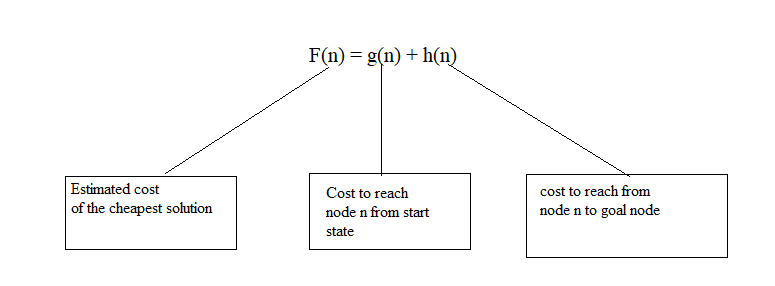 F(n) = g(n) + h(n)
Estimated cost
of the cheapest solution
Cost to reach
node n from start
state
cost to reach from
node n to goal node